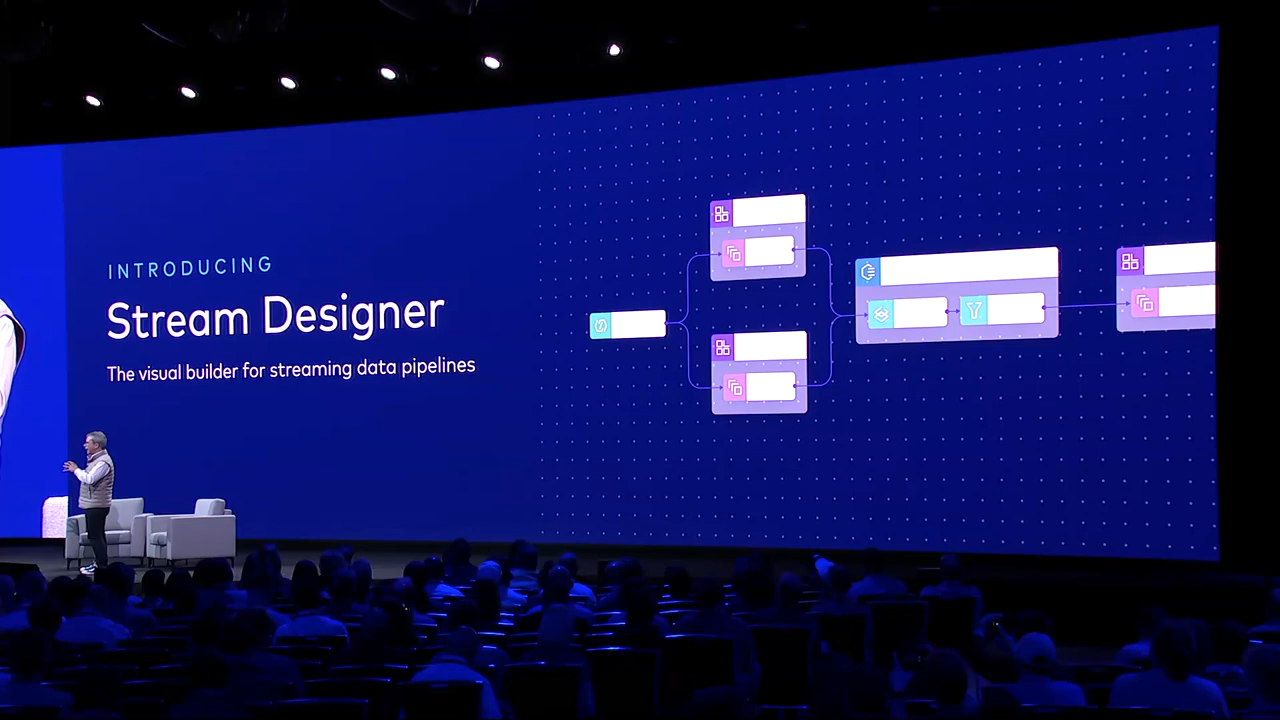 INTRODUCING
Stream Designer
The visual builder for streaming data pipelines